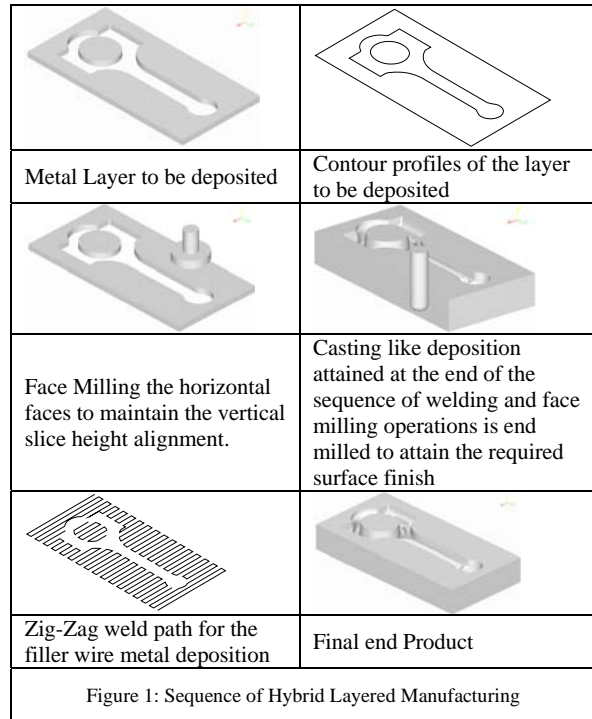 Metal Layer to be deposited
Contour profiles of the layer
to be deposited
Face Milling the horizontal
faces to maintain the vertical
slice height alignment.
Casting like deposition
attained at the end of the
sequence of welding and face
milling operations is end
milled to attain the required
surface finish
Zig-Zag weld path for the
filler wire metal deposition
Final end Product
Figure 1: Sequence of Hybrid Layered Manufacturing